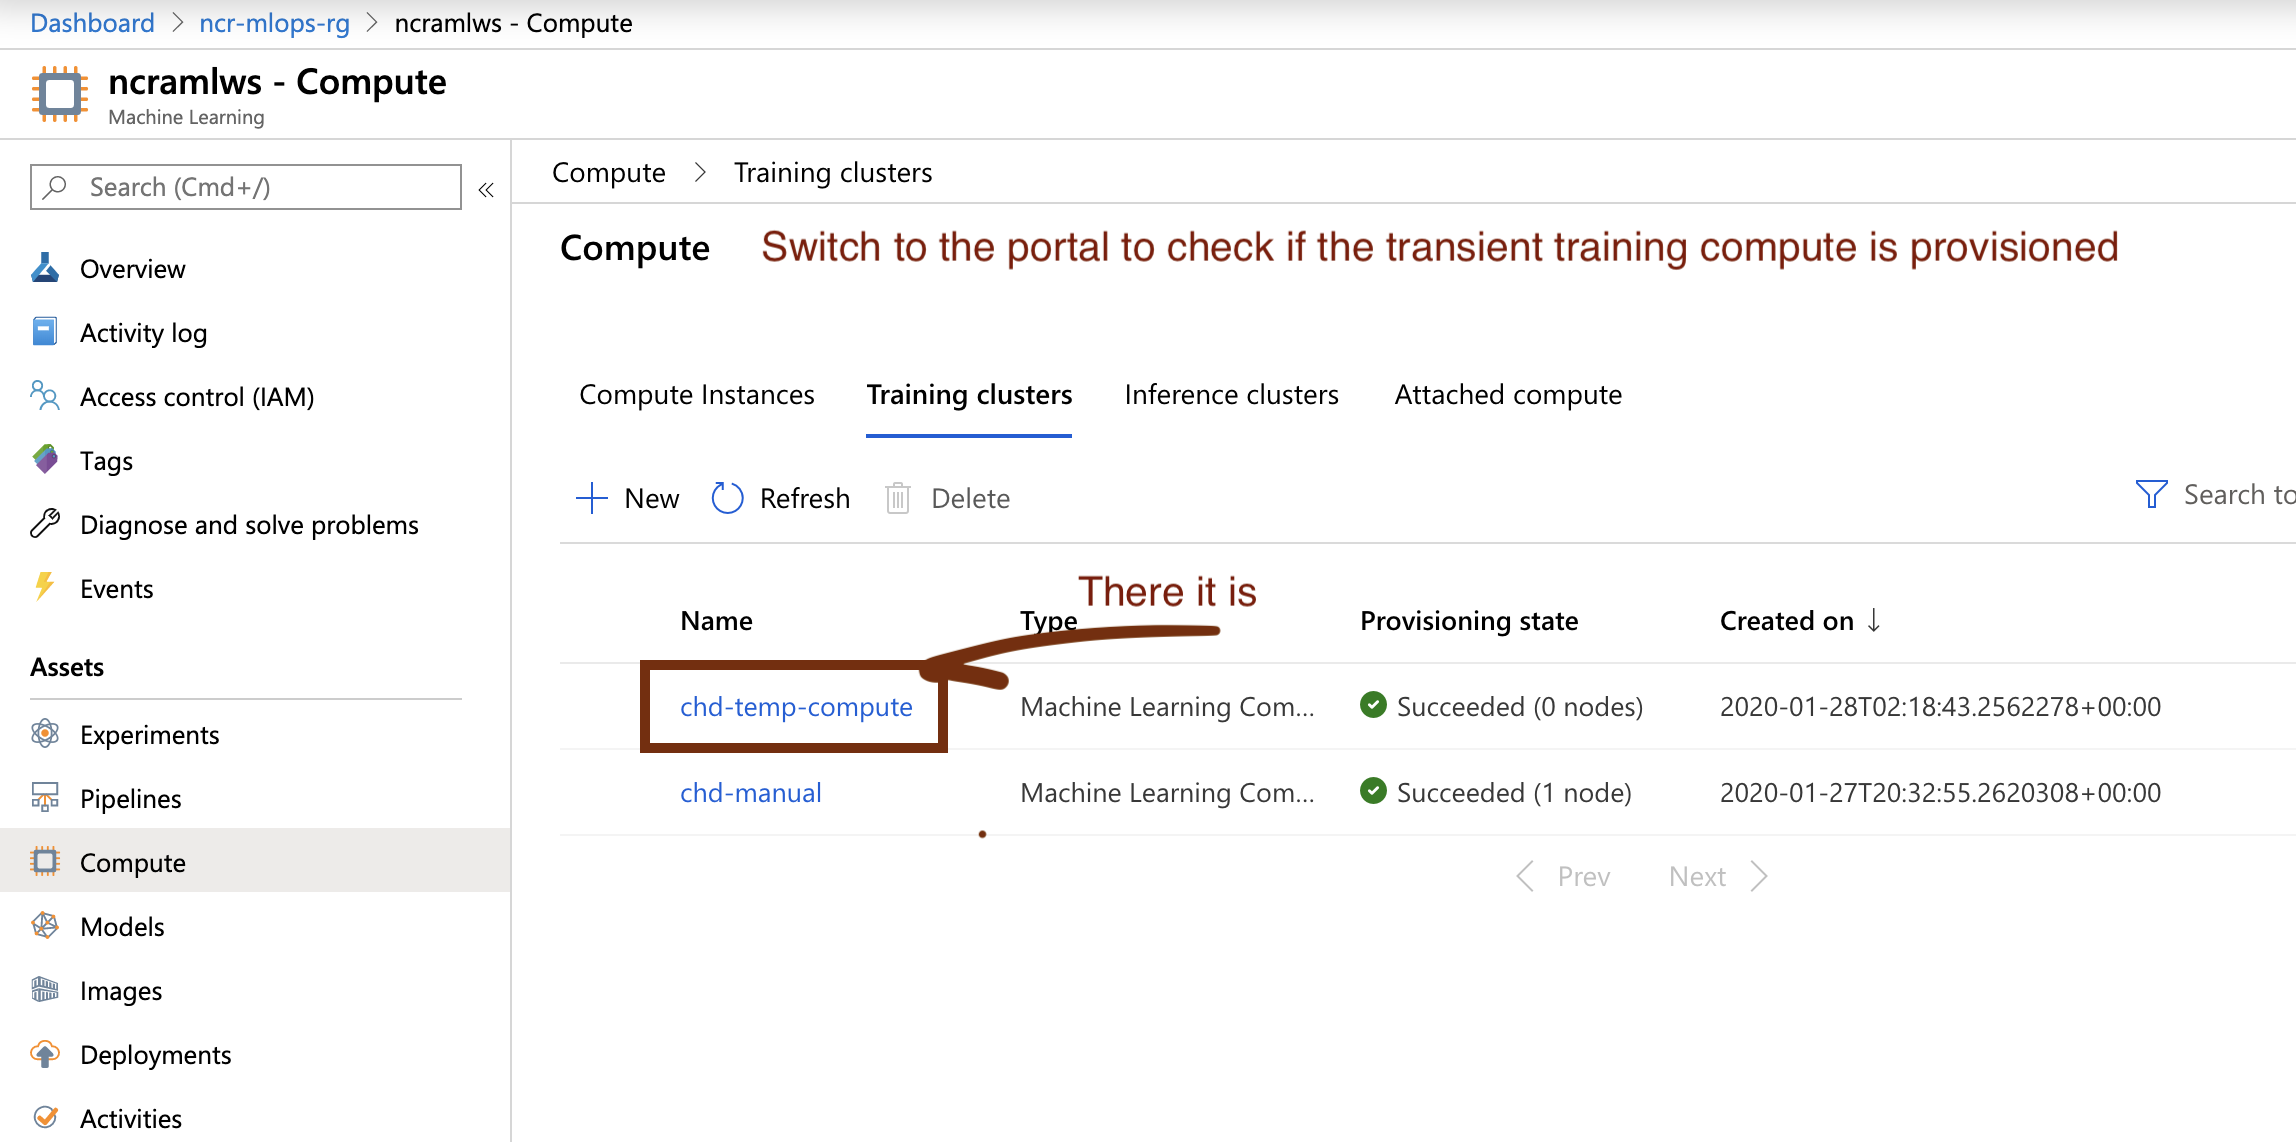 Dashboard > ncr-mlops-rg > ncramlws - Compute
ncramlws - Compute
Machine Learning
Search (Cmd+/)
«
Overview
Activity log
Access control (IAM)
Tags
Diagnose and solve problems
Events
Assets
Experiments
Pipelines
Compute
Models
Images
Deployments
Activities
Compute > Training clusters
Compute Switch to the portal to check if the transient training compute is provisioned
Compute Instances Training clusters Inference clusters Attached compute
New Refresh Delete Search to
There it is
Name Type Provisioning state Created on ↓
chd-temp-compute Machine Learning Com... Succeeded (0 nodes) 2020-01-28T02:18:43.2562278+00:00
chd-manual Machine Learning Com... Succeeded (1 node) 2020-01-27T20:32:55.2620308+00:00
< Prev Next >